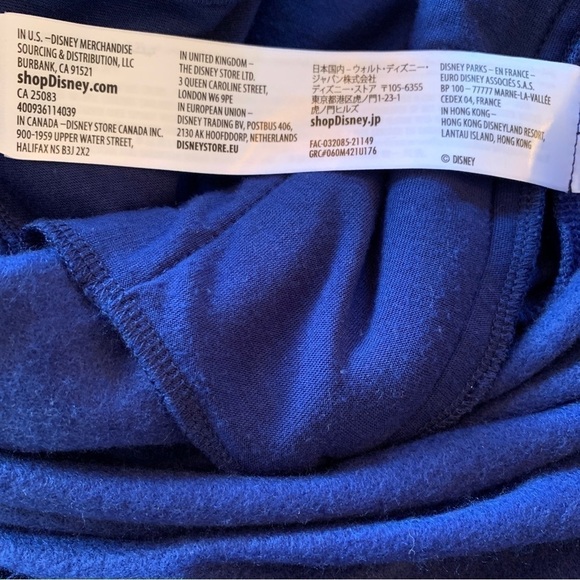 IN U.S. –DISNEY MERCHANDISE
SOURCING & DISTRIBUTION, LLC
BURBANK, CA 91521
shopDisney.com
CA 25083
400936114039
IN CANADA –DISNEY STORE CANADA INC.
900-1959 UPPER WATER STREET,
HALIFAX NS B3J 2X2
IN UNITED KINGDOM –
THE DISNEY STORE LTD.
3 QUEEN CAROLINE STREET,
LONDON W6 9PE
IN EUROPEAN UNION –
DISNEY TRADING BV, POSTBUS 406,
2130 AK HOOFDDORP, NETHERLANDS
DISNEYSTORE.EU
日本国内 – ウォルト・ディズニー・
ジャパン株式会社
ディズニー・ストア 〒105-6355
東京都港区虎ノ門1-23-1
虎ノ門ヒルズ
shopDisney.jp
FAC-032085-21149
GRC#060M421U176
DISNEY PARKS – EN FRANCE –
EURO DISNEY ASSOCIÉS S.A.S.
BP 100 – 77777 MARNE-LA-VALLÉE
CEDEX 04, FRANCE
IN HONG KONG –
HONG KONG DISNEYLAND RESORT,
LANTAU ISLAND, HONG KONG
© DISNEY